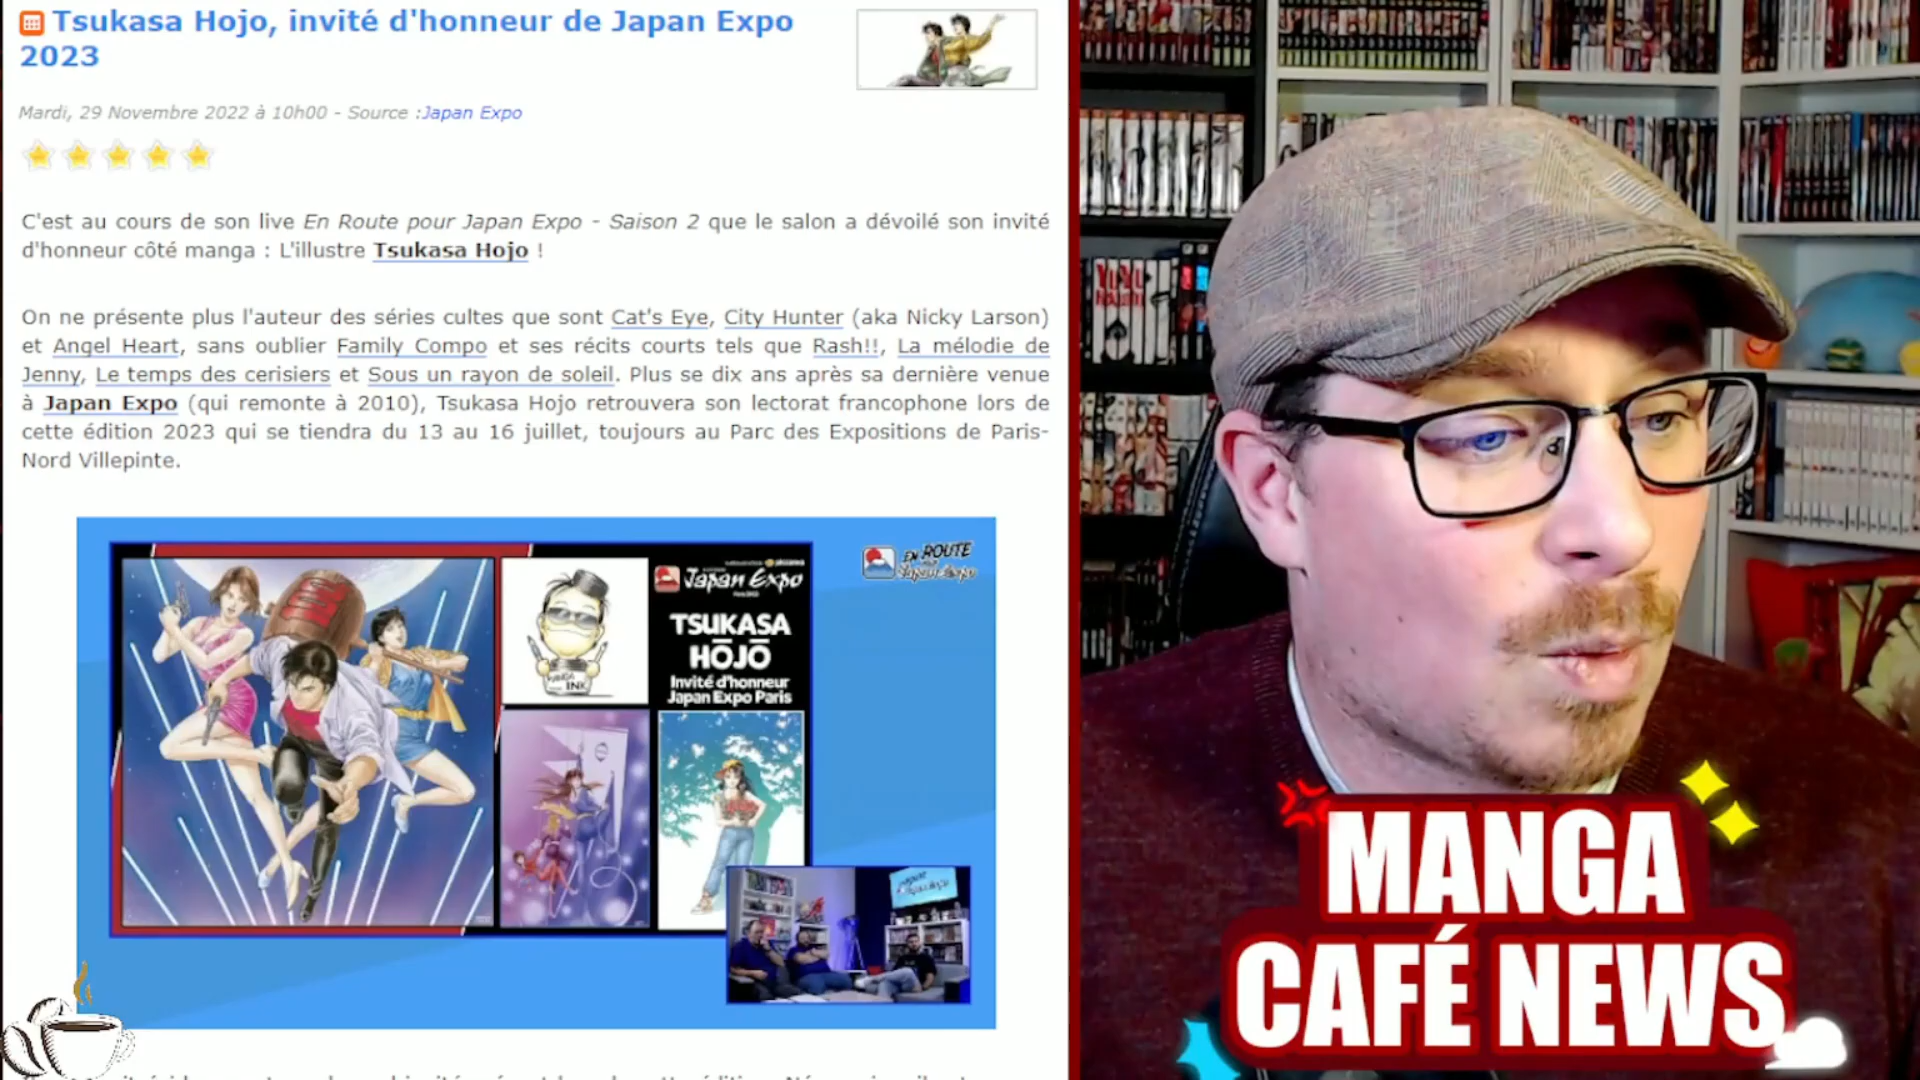 Tsukasa Hojo, invité d'honneur de Japan Expo
2023
Mardi, 29 Novembre 2022 à 10h00 - Source :Japan Expo
C'est au cours de son live En Route pour Japan Expo - Saison 2 que le salon a dévoilé son invité
d'honneur côté manga : L'illustre Tsukasa Hojo !
On ne présente plus l'auteur des séries cultes que sont Cat's Eye, City Hunter (aka Nicky Larson)
et Angel Heart, sans oublier Family Compo et ses récits courts tels que Rash!!, La mélodie de
Jenny, Le temps des cerisiers et Sous un rayon de soleil. Plus se dix ans après sa dernière venue
à Japan Expo (qui remonte à 2010), Tsukasa Hojo retrouvera son lectorat francophone lors de
cette édition 2023 qui se tiendra du 13 au 16 juillet, toujours au Parc des Expositions de Paris-
Nord Villepinte.
EN ROUTE
Japan Expo
Japan Expo
TSUKASA
HŌJŌ
Invité d'honneur
Japan Expo Paris
INK
YUYU
MANGA
CAFÉ NEWS